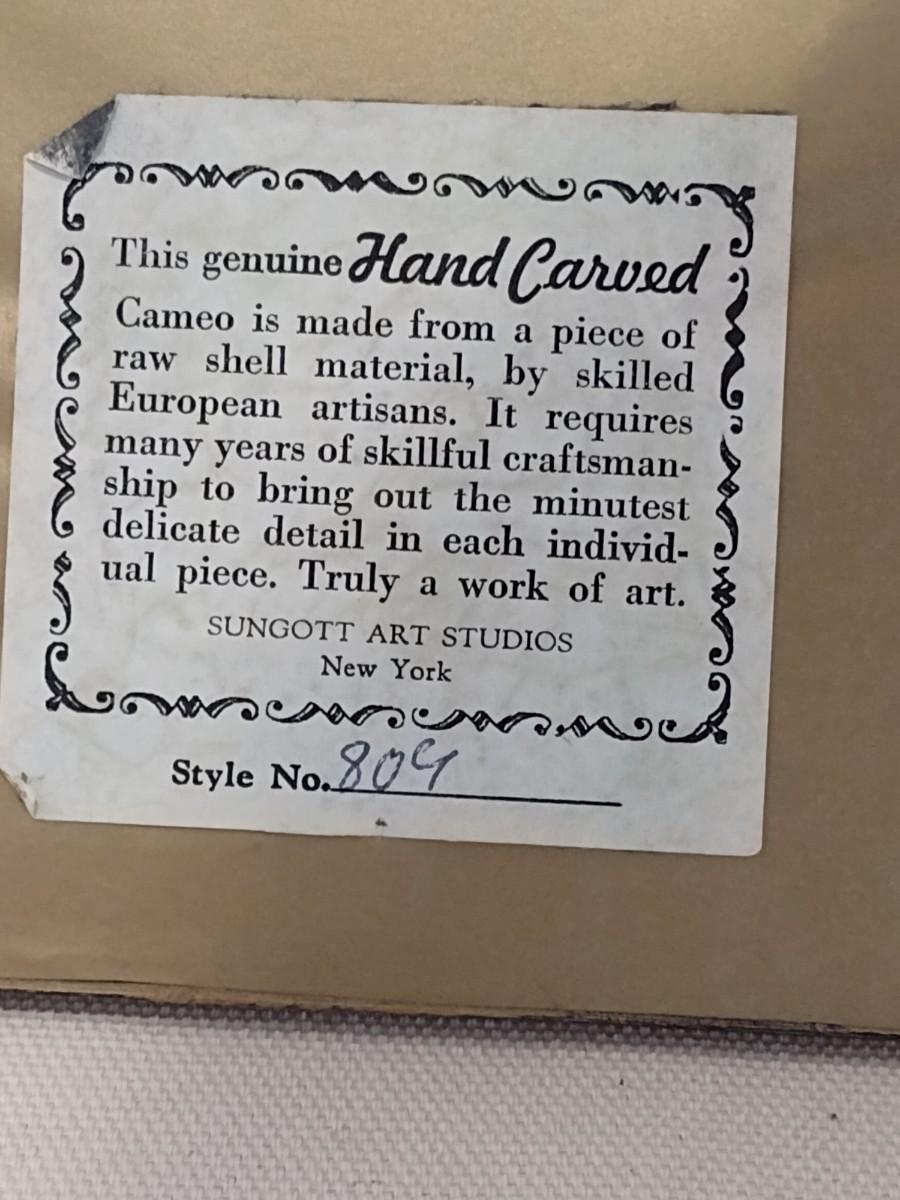 This genuine Hand Carved
Cameo is made from a piece of
raw shell material, by skilled
European artisans. It requires
many years of skillful craftsman-
ship to bring out the minutest
delicate detail in each individ-
ual piece. Truly a work of art.
SUNGOTT ART STUDIOS
New York
Style No. 809